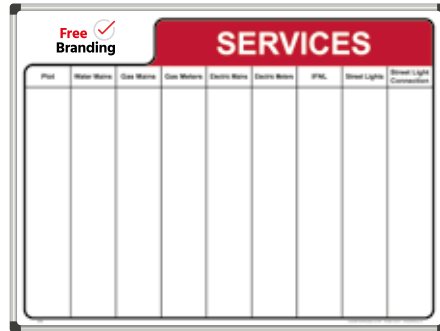 Free
Branding
SERVICES
Plot
Water Mains
Gas Mains
Gas Meters
Electric Mains
Electric Meters
IFNL
Street Lights
Street Light
Connection